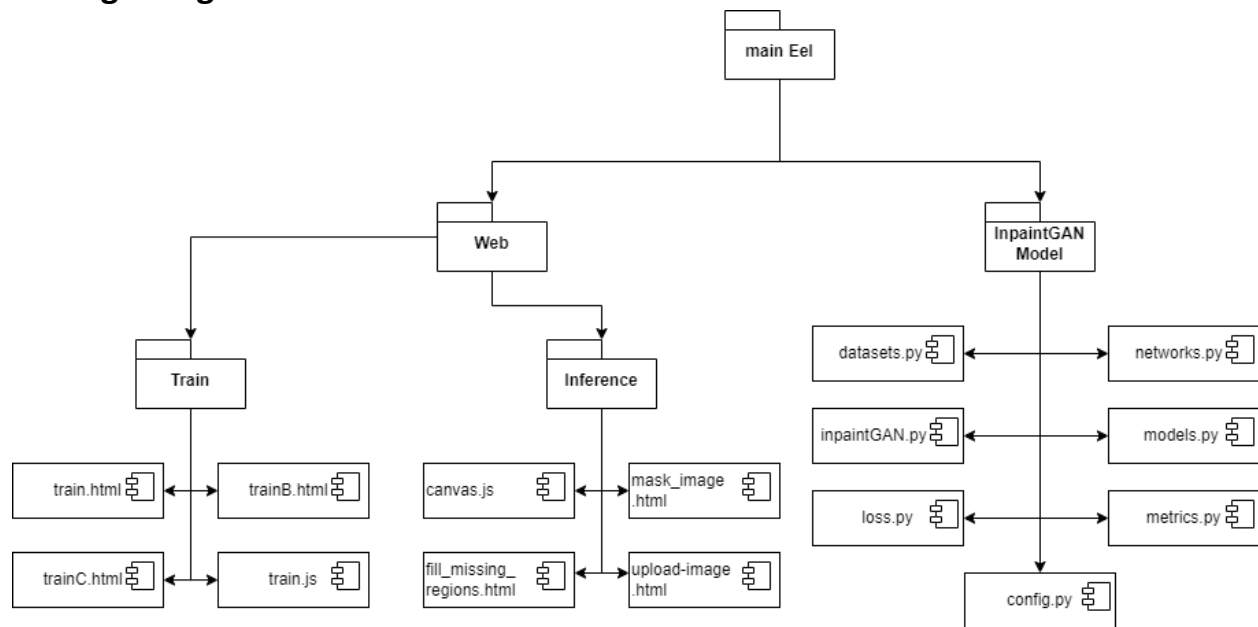 main Eel
Web
InpaintGAN
Model
Train
Inference
datasets.py
networks.py
inpaintGAN.py
models.py
loss.py
metrics.py
config.py
train.html
trainB.html
trainC.html
train.js
canvas.js
mask_image
.html
fill_missing_
regions.html
upload-image
.html